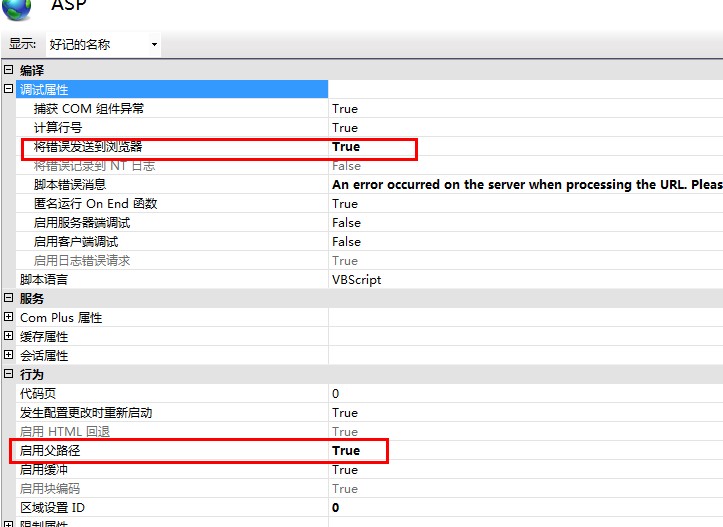 ASP
显示: 好记的名称
编译
调试属性
捕获 COM 组件异常 True
计算行号 True
将错误发送到浏览器 True
将错误记录到 NT 日志 False
脚本错误消息 An error occurred on the server when processing the URL. Pleas
匿名运行 On End 函数 True
启用服务器端调试 False
启用客户端调试 False
启用日志错误请求 True
脚本语言 VBScript
服务
Com Plus 属性
缓存属性
会话属性
行为
代码页 0
发生配置更改时重新启动 True
启用 HTML 回退 True
启用父路径 True
启用缓冲 True
启用块编码 True
区域设置 ID 0
限制属性